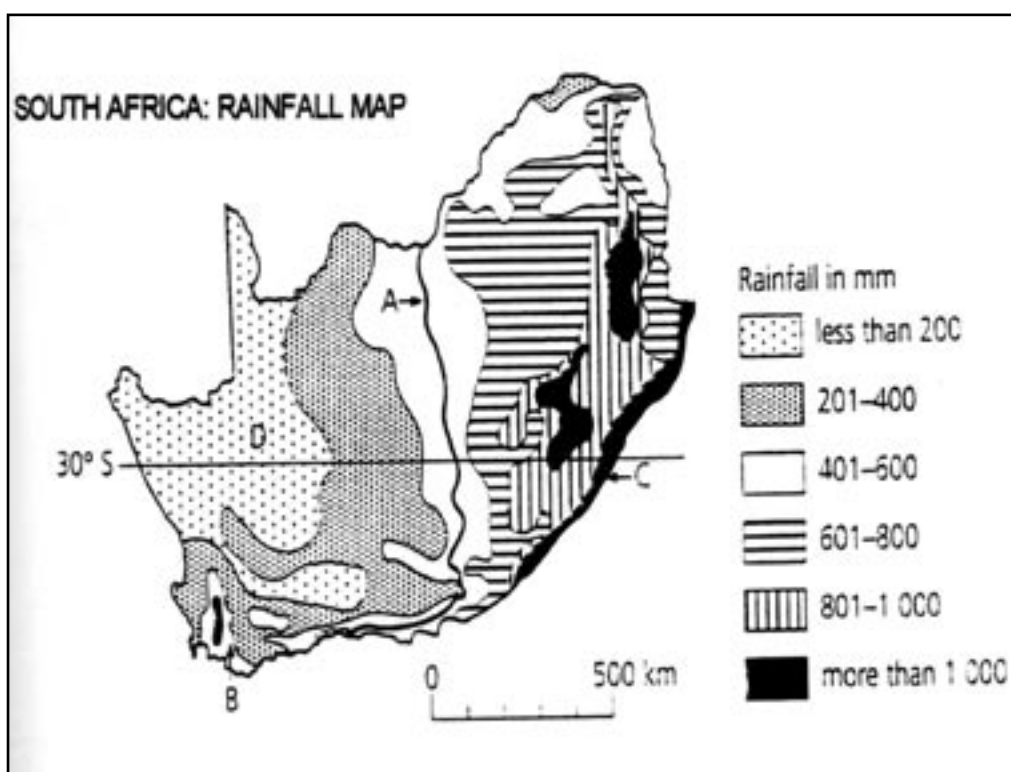 SOUTH AFRICA: RAINFALL MAP
A
D
30° S
C
B
0 500 km
Rainfall in mm
less than 200
201–400
401–600
601–800
801–1 000
more than 1 000